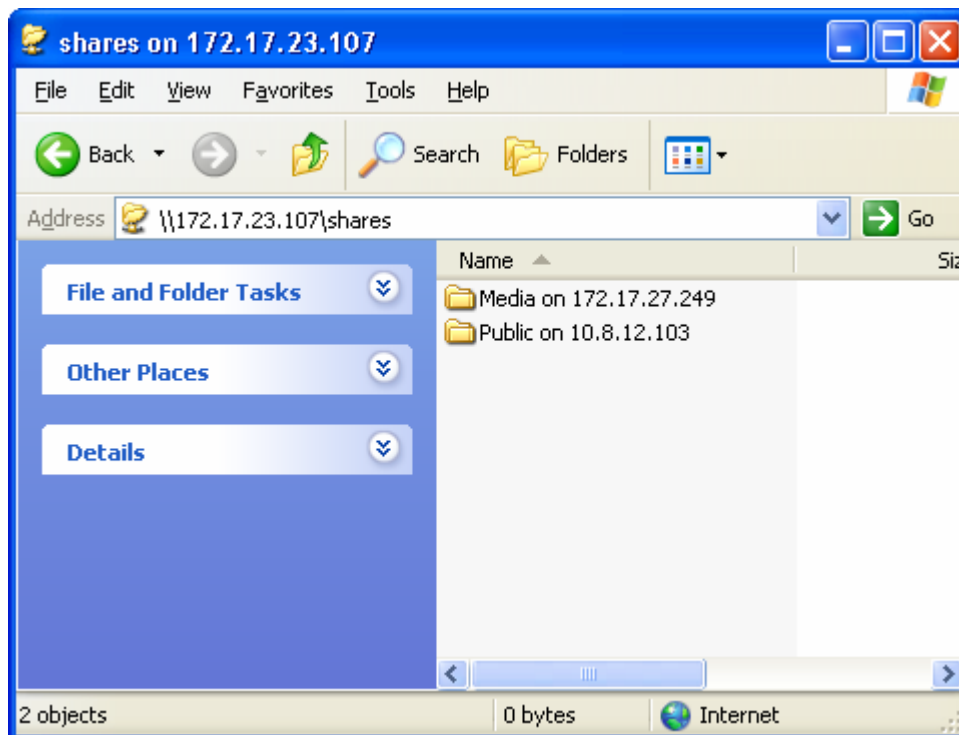 shares on 172.17.23.107
File Edit View Favorites Tools Help
Back Search Folders
Address \\172.17.23.107\shares Go
Name Siz
File and Folder Tasks
Media on 172.17.27.249
Public on 10.8.12.103
Other Places
Details
2 objects 0 bytes Internet